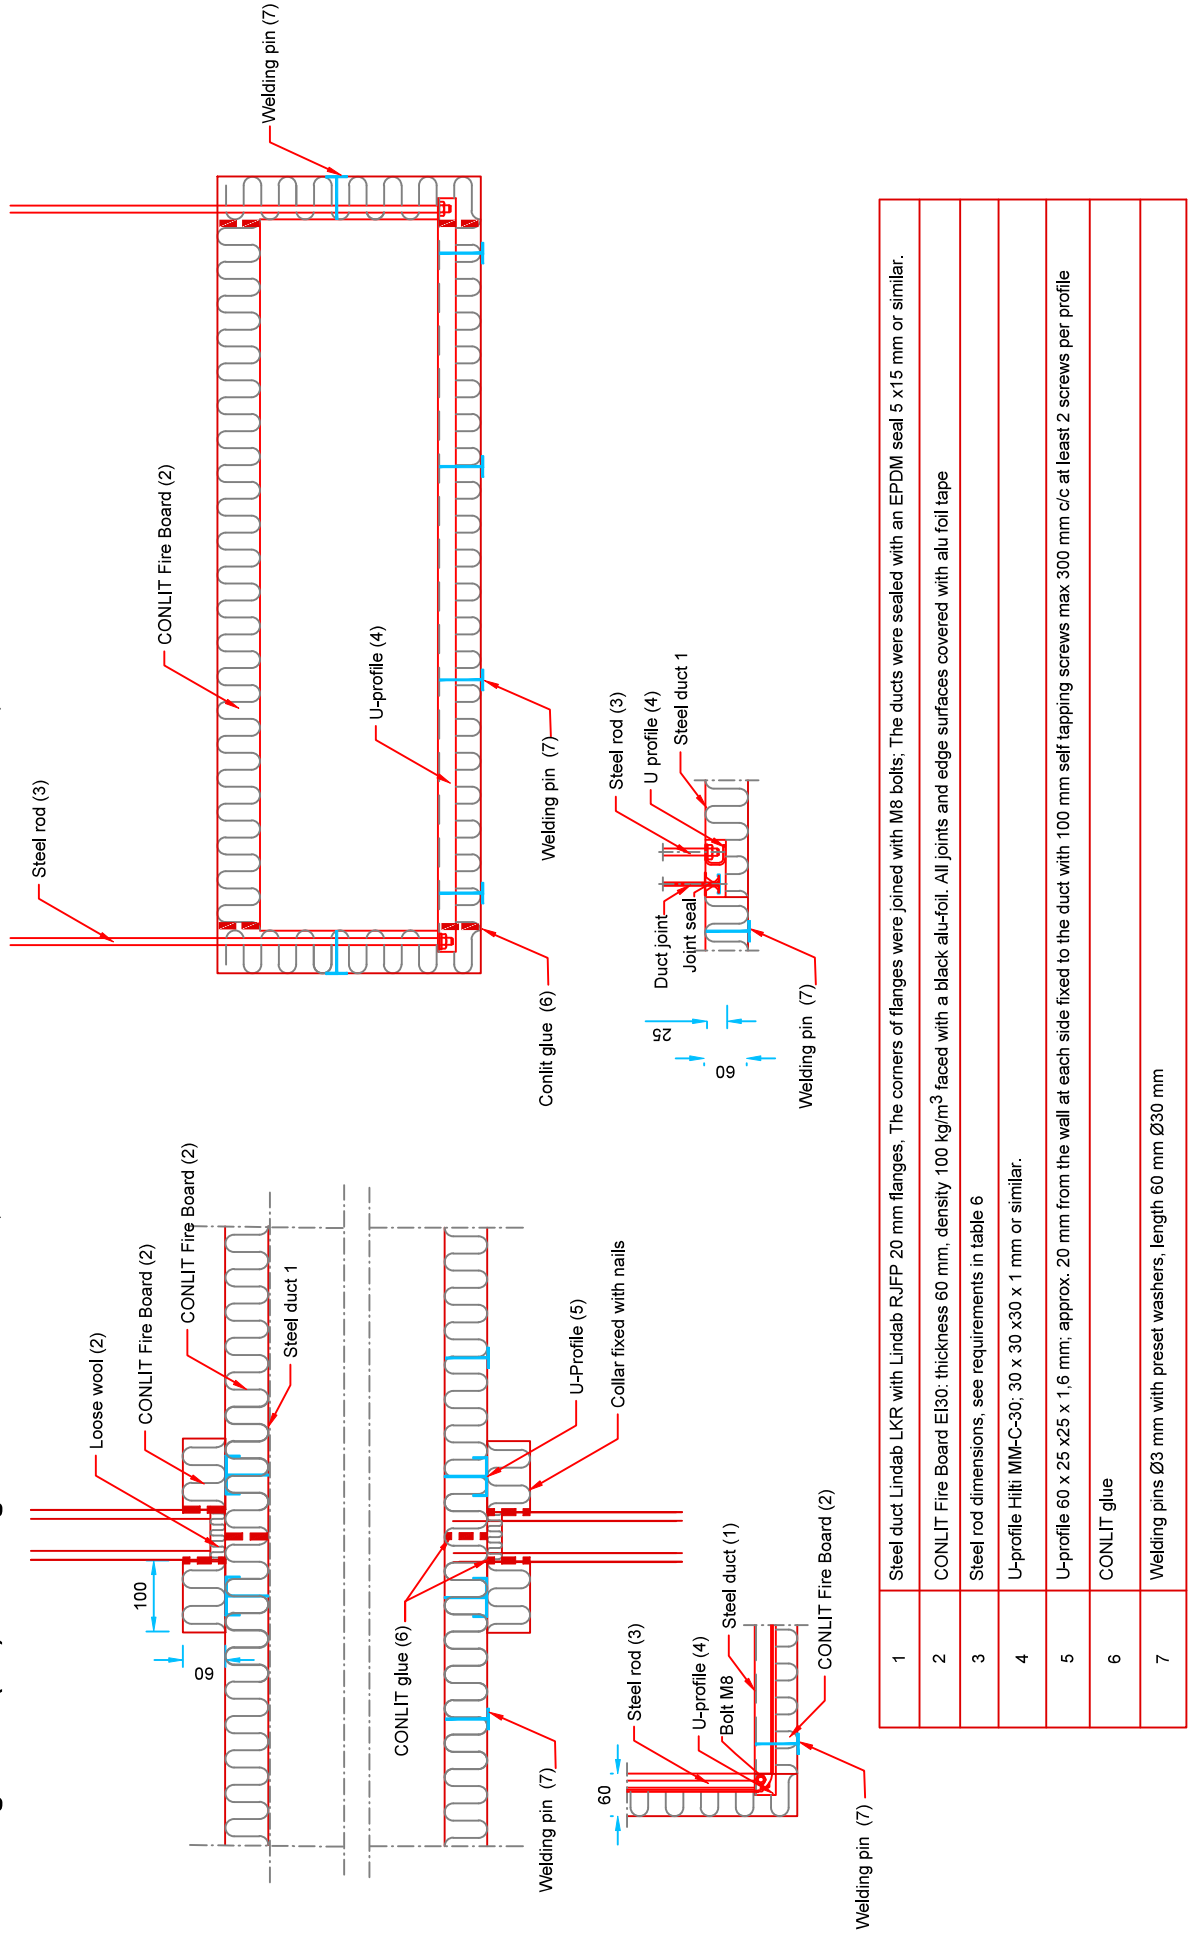 Loose wool (2)
CONLIT Fire Board (2)
CONLIT Fire Board (2)
Steel duct 1
100
60
CONLIT glue (6)
U-Profile (5)
Collar fixed with nails
Welding pin (7)
Steel rod (3)
CONLIT Fire Board (2)
Welding pin (7)
U-profile (4)
Conlit glue (6)
Welding pin (7)
Steel rod (3)
U-profile (4)
Bolt M8
Steel duct (1)
CONLIT Fire Board (2)
60
Welding pin (7)
Duct joint
Joint seal
Steel rod (3)
U profile (4)
Steel duct 1
25
60
Welding pin (7)
1 Steel duct Lindab LKR with Lindab RJFP 20 mm flanges, The corners of flanges were joined with M8 bolts; The ducts were sealed with an EPDM seal 5 x15 mm or similar.
2 CONLIT Fire Board EI30: thickness 60 mm, density 100 kg/m³ faced with a black alu-foil. All joints and edge surfaces covered with alu foil tape
3 Steel rod dimensions, see requirements in table 6
4 U-profile Hilti MM-C-30; 30 x 30 x30 x 1 mm or similar.
5 U-profile 60 x 25 x25 x 1,6 mm; approx. 20 mm from the wall at each side fixed to the duct with 100 mm self tapping screws max 300 mm c/c at least 2 screws per profile
6 CONLIT glue
7 Welding pins Ø3 mm with preset washers, length 60 mm Ø30 mm